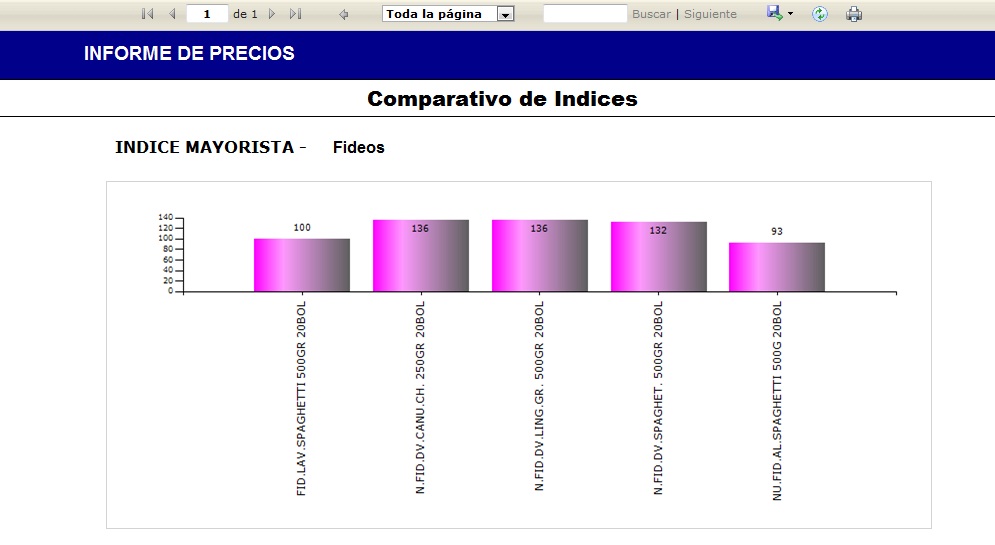 1 de 1 Toda la página Buscar | Siguiente
INFORME DE PRECIOS
Comparativo de Indices
INDICE MAYORISTA - Fideos
140
120
100
80
60
40
20
0
100
136
136
132
93
FID.LAV.SPAGHETTI 500GR 20BOL
N.FID.DV.CANU.CH. 250GR 20BOL
N.FID.DV.LING.GR. 500GR 20BOL
N.FID.DV.SPAGHET. 500GR 20BOL
NU.FID.AL.SPAGHETTI 500G 20BOL